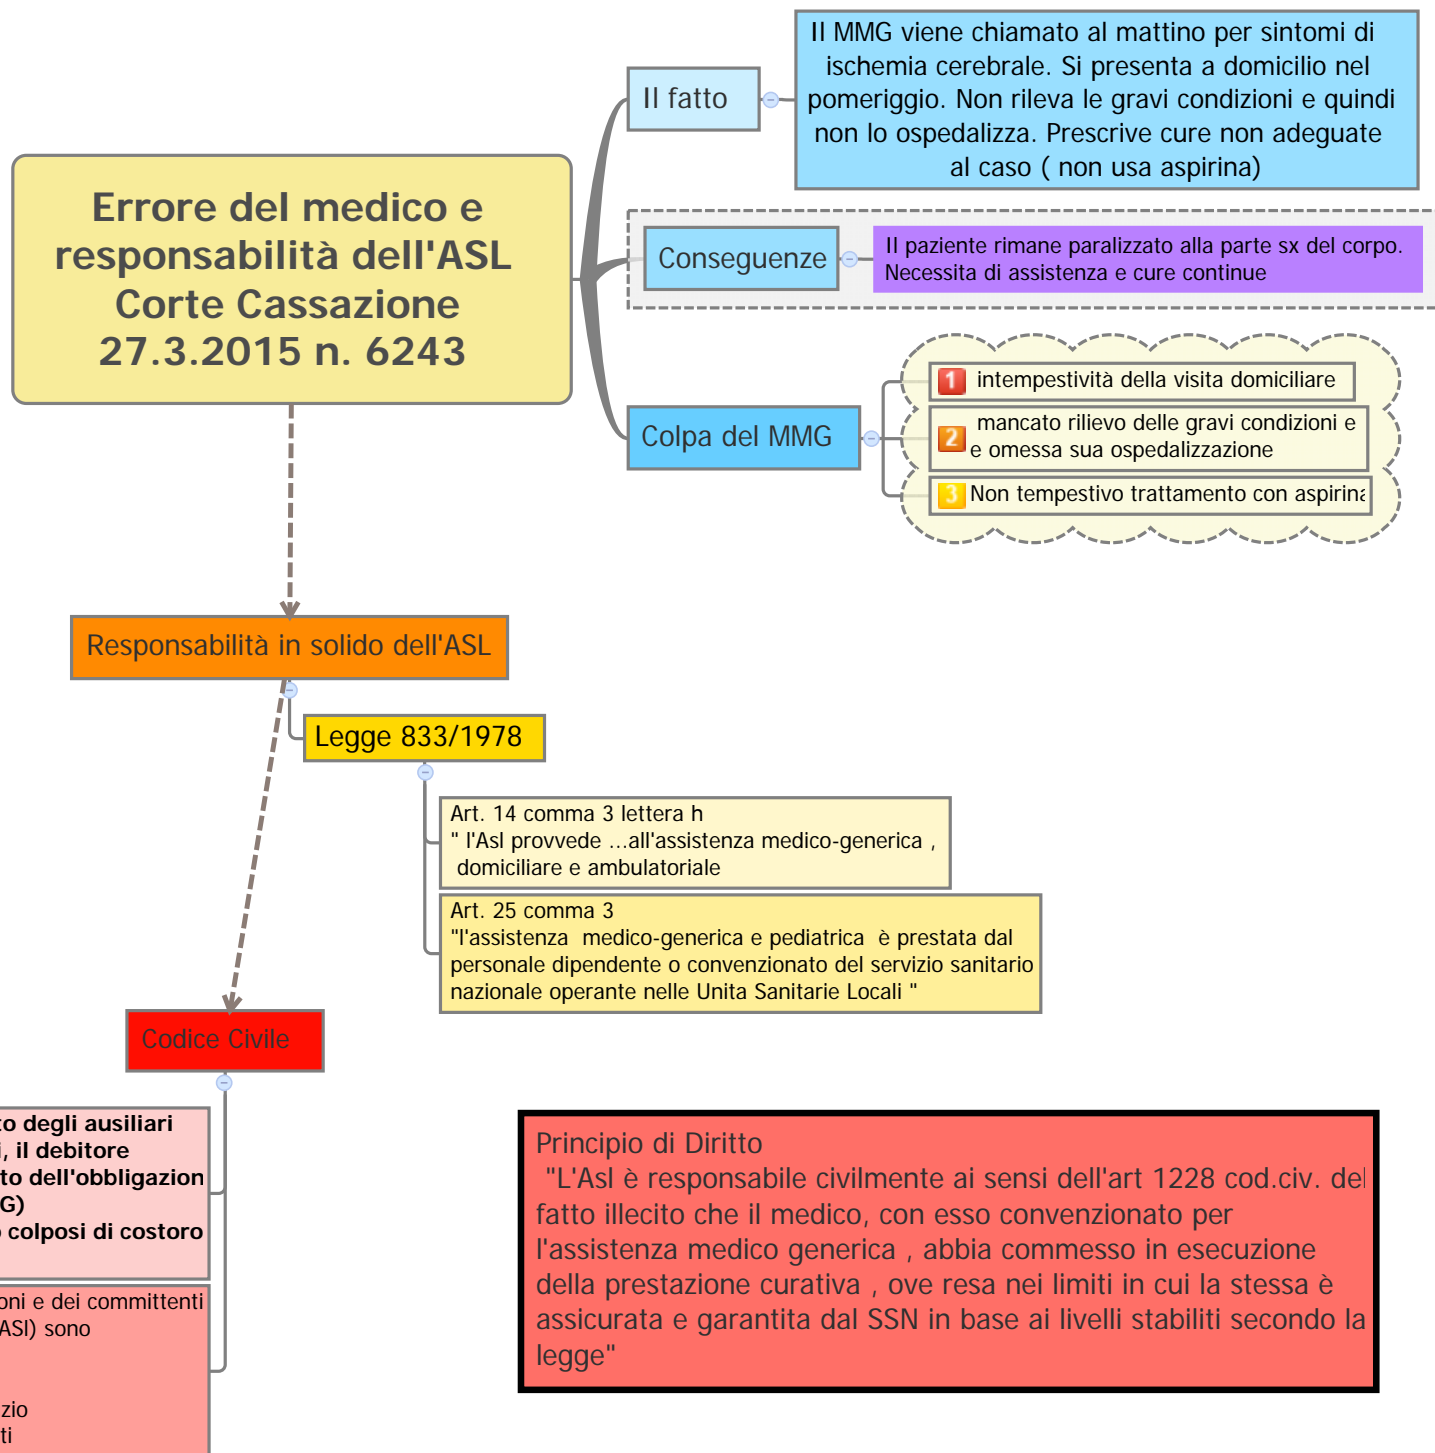 Errore del medico e
responsabilità dell'ASL
Corte Cassazione
27.3.2015 n. 6243
Il fatto
Il MMG viene chiamato al mattino per sintomi di
ischemia cerebrale. Si presenta a domicilio nel
pomeriggio. Non rileva le gravi condizioni e quindi
non lo ospedalizza. Prescrive cure non adeguate
al caso ( non usa aspirina)
Conseguenze
Il paziente rimane paralizzato alla parte sx del corpo.
Necessita di assistenza e cure continue
Colpa del MMG
1 intempestività della visita domiciliare
2 mancato rilievo delle gravi condizioni e
e omessa sua ospedalizzazione
3 Non tempestivo trattamento con aspirina
Responsabilità in solido dell'ASL
Legge 833/1978
Art. 14 comma 3 lettera h
" l'Asl provvede ...all'assistenza medico-generica ,
domiciliare e ambulatoriale
Art. 25 comma 3
"l'assistenza medico-generica e pediatrica è prestata dal
personale dipendente o convenzionato del servizio sanitario
nazionale operante nelle Unita Sanitarie Locali "
Codice Civile
to degli ausiliari
i, il debitore
to dell'obbligazion
G)
o colposi di costoro
oni e dei committenti
ASl) sono
zio
ti
Principio di Diritto
"L'Asl è responsabile civilmente ai sensi dell'art 1228 cod.civ. del
fatto illecito che il medico, con esso convenzionato per
l'assistenza medico generica , abbia commesso in esecuzione
della prestazione curativa , ove resa nei limiti in cui la stessa è
assicurata e garantita dal SSN in base ai livelli stabiliti secondo la
legge"